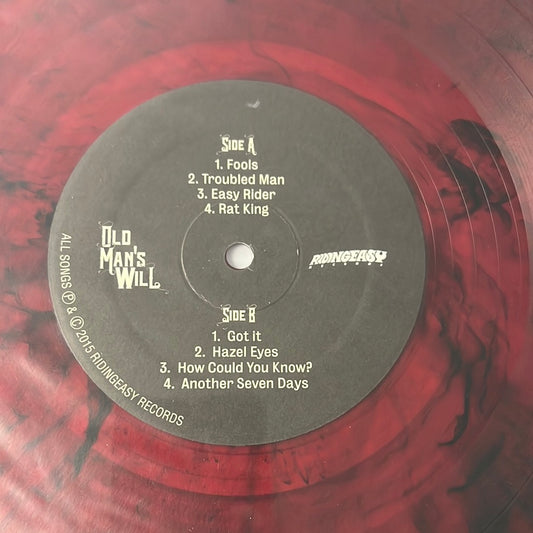 SIDE A
1. Fools
2. Troubled Man
3. Easy Rider
4. Rat King
OLD
MAN'S
WILL
RIDINGEASY
RECORDS
SIDE B
1. Got it
2. Hazel Eyes
3. How Could You Know?
4. Another Seven Days
ALL SONGS Ⓟ & © 2015 RIDINGEASY RECORDS